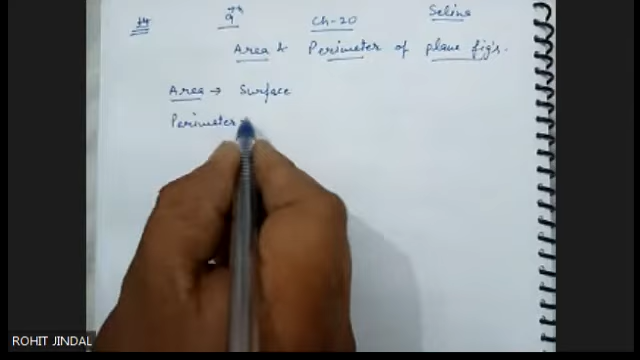 9th Ch-20 Selina
Area & Perimeter of plane fig's.
Area → Surface
Perimeter
ROHIT JINDAL